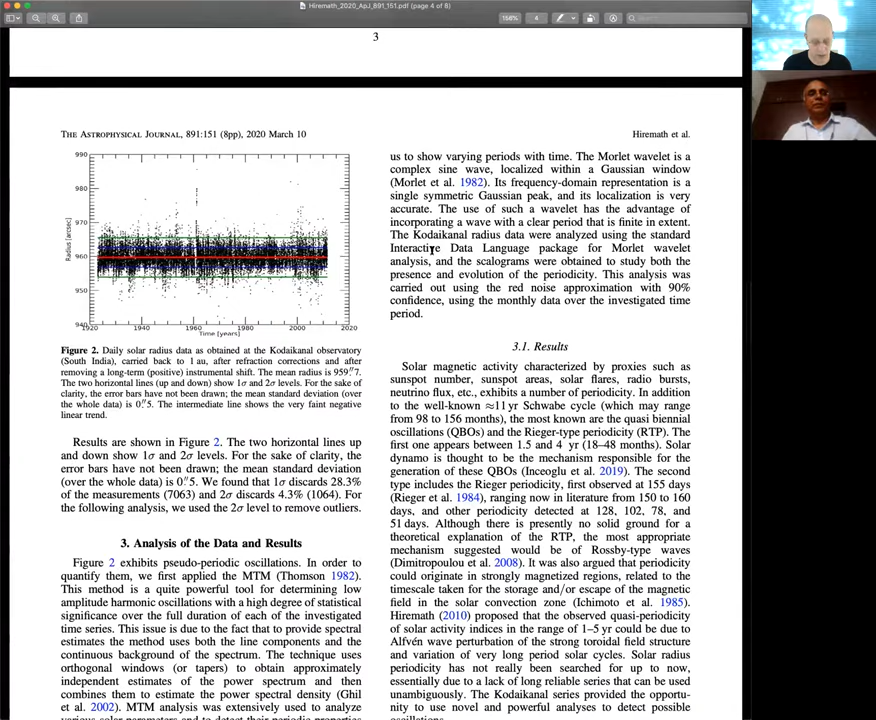 Hiremath_2020_ApJ_891_151.pdf (page 4 of 8)
158%
4
Search
3
THE ASTROPHYSICAL JOURNAL, 891:151 (8pp), 2020 March 10
Hiremath et al.
990
980
970
960
950
940
Radius [arcsec]
1920
1940
1960
1980
2000
2020
Time [years]
Figure 2. Daily solar radius data as obtained at the Kodaikanal observatory
(South India), carried back to 1 au, after refraction corrections and after
removing a long-term (positive) instrumental shift. The mean radius is 959″.7
The two horizontal lines (up and down) show 1σ and 2σ levels. For the sake of
clarity, the error bars have not been drawn; the mean standard deviation (over
the whole data) is 0″.5. The intermediate line shows the very faint negative
linear trend.
Results are shown in Figure 2. The two horizontal lines up
and down show 1σ and 2σ levels. For the sake of clarity, the
error bars have not been drawn; the mean standard deviation
(over the whole data) is 0″.5. We found that 1σ discards 28.3%
of the measurements (7063) and 2σ discards 4.3% (1064). For
the following analysis, we used the 2σ level to remove outliers.
3. Analysis of the Data and Results
Figure 2 exhibits pseudo-periodic oscillations. In order to
quantify them, we first applied the MTM (Thomson 1982).
This method is a quite powerful tool for determining low
amplitude harmonic oscillations with a high degree of statistical
significance over the full duration of each of the investigated
time series. This issue is due to the fact that to provide spectral
estimates the method uses both the line components and the
continuous background of the spectrum. The technique uses
orthogonal windows (or tapers) to obtain approximately
independent estimates of the power spectrum and then
combines them to estimate the power spectral density (Ghil
et al. 2002). MTM analysis was extensively used to analyze
various solar parameters and to detect their periodic properties
us to show varying periods with time. The Morlet wavelet is a
complex sine wave, localized within a Gaussian window
(Morlet et al. 1982). Its frequency-domain representation is a
single symmetric Gaussian peak, and its localization is very
accurate. The use of such a wavelet has the advantage of
incorporating a wave with a clear period that is finite in extent.
The Kodaikanal radius data were analyzed using the standard
Interactive Data Language package for Morlet wavelet
analysis, and the scalograms were obtained to study both the
presence and evolution of the periodicity. This analysis was
carried out using the red noise approximation with 90%
confidence, using the monthly data over the investigated time
period.
3.1. Results
Solar magnetic activity characterized by proxies such as
sunspot number, sunspot areas, solar flares, radio bursts,
neutrino flux, etc., exhibits a number of periodicity. In addition
to the well-known ≈11 yr Schwabe cycle (which may range
from 98 to 156 months), the most known are the quasi biennial
oscillations (QBOs) and the Rieger-type periodicity (RTP). The
first one appears between 1.5 and 4 yr (18–48 months). Solar
dynamo is thought to be the mechanism responsible for the
generation of these QBOs (Inceoglu et al. 2019). The second
type includes the Rieger periodicity, first observed at 155 days
(Rieger et al. 1984), ranging now in literature from 150 to 160
days, and other periodicity detected at 128, 102, 78, and
51 days. Although there is presently no solid ground for a
theoretical explanation of the RTP, the most appropriate
mechanism suggested would be of Rossby-type waves
(Dimitropoulou et al. 2008). It was also argued that periodicity
could originate in strongly magnetized regions, related to the
timescale taken for the storage and/or escape of the magnetic
field in the solar convection zone (Ichimoto et al. 1985).
Hiremath (2010) proposed that the observed quasi-periodicity
of solar activity indices in the range of 1–5 yr could be due to
Alfvén wave perturbation of the strong toroidal field structure
and variation of very long period solar cycles. Solar radius
periodicity has not really been searched for up to now,
essentially due to a lack of long reliable series that can be used
unambiguously. The Kodaikanal series provided the opportu-
nity to use novel and powerful analyses to detect possible
oscillations.